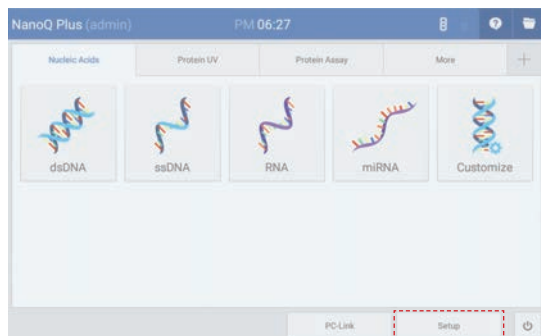 NanoQ Plus (admin) PM 06:27
Nucleic Acids Protein UV Protein Assay More
dsDNA ssDNA RNA miRNA Customize
PC-Link Setup